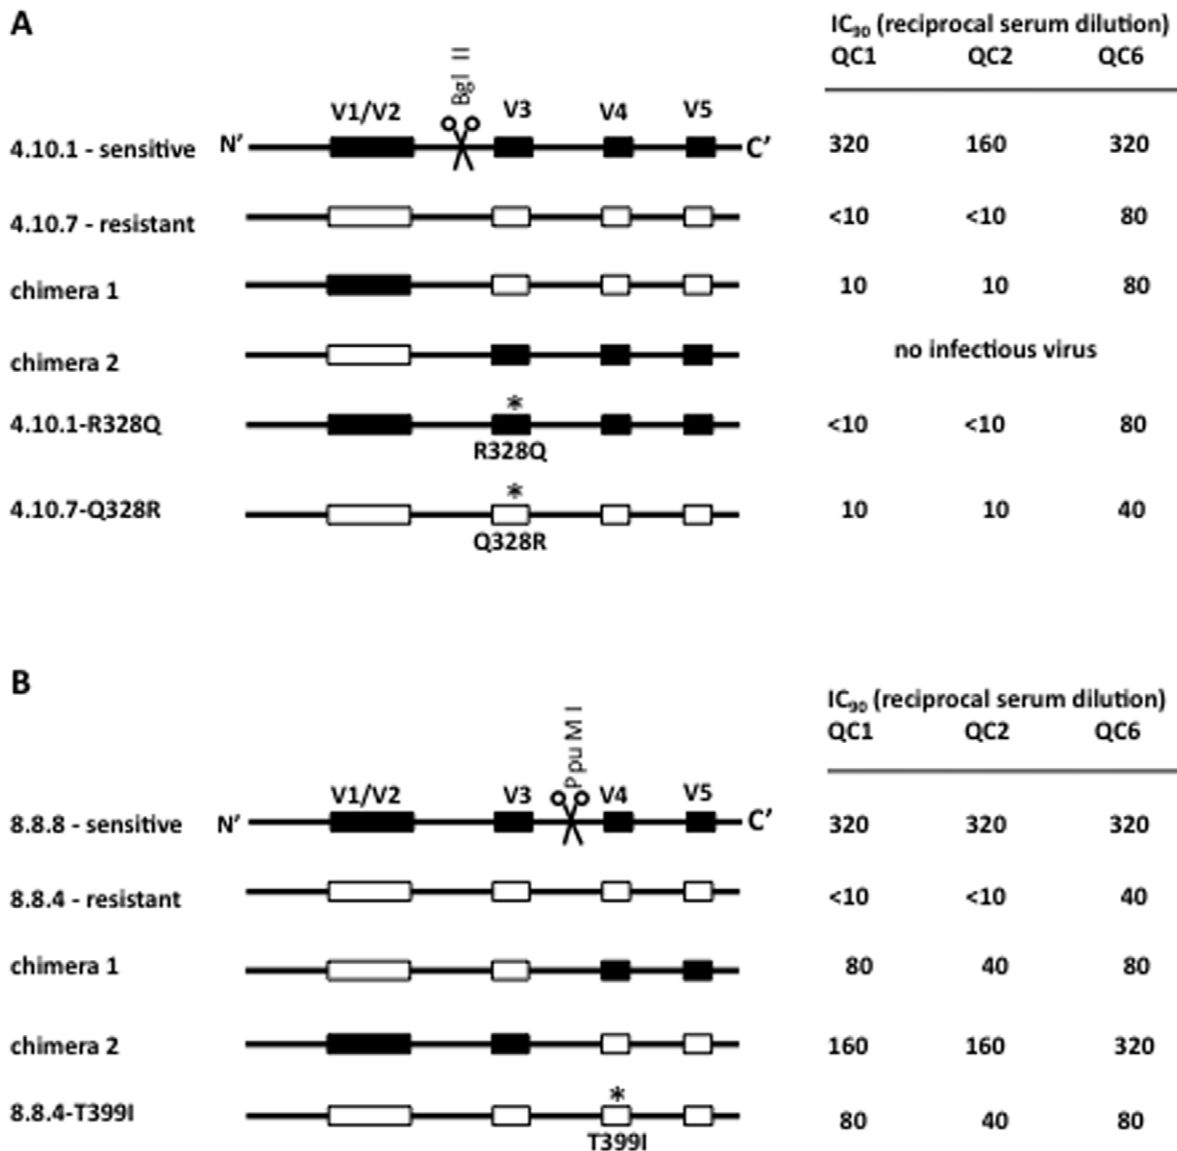 A
IC90 (reciprocal serum dilution)
QC1 QC2 QC6
Bgl II
V1/V2 V3 V4 V5
4.10.1 - sensitive N' C' 320 160 320
4.10.7 - resistant <10 <10 80
chimera 1 10 10 80
chimera 2 no infectious virus
*
4.10.1-R328Q <10 <10 80
R328Q
*
4.10.7-Q328R 10 10 40
Q328R
B
IC90 (reciprocal serum dilution)
QC1 QC2 QC6
Ppu M I
V1/V2 V3 V4 V5
8.8.8 - sensitive N' C' 320 320 320
8.8.4 - resistant <10 <10 40
chimera 1 80 40 80
chimera 2 160 160 320
*
8.8.4-T399I 80 40 80
T399I